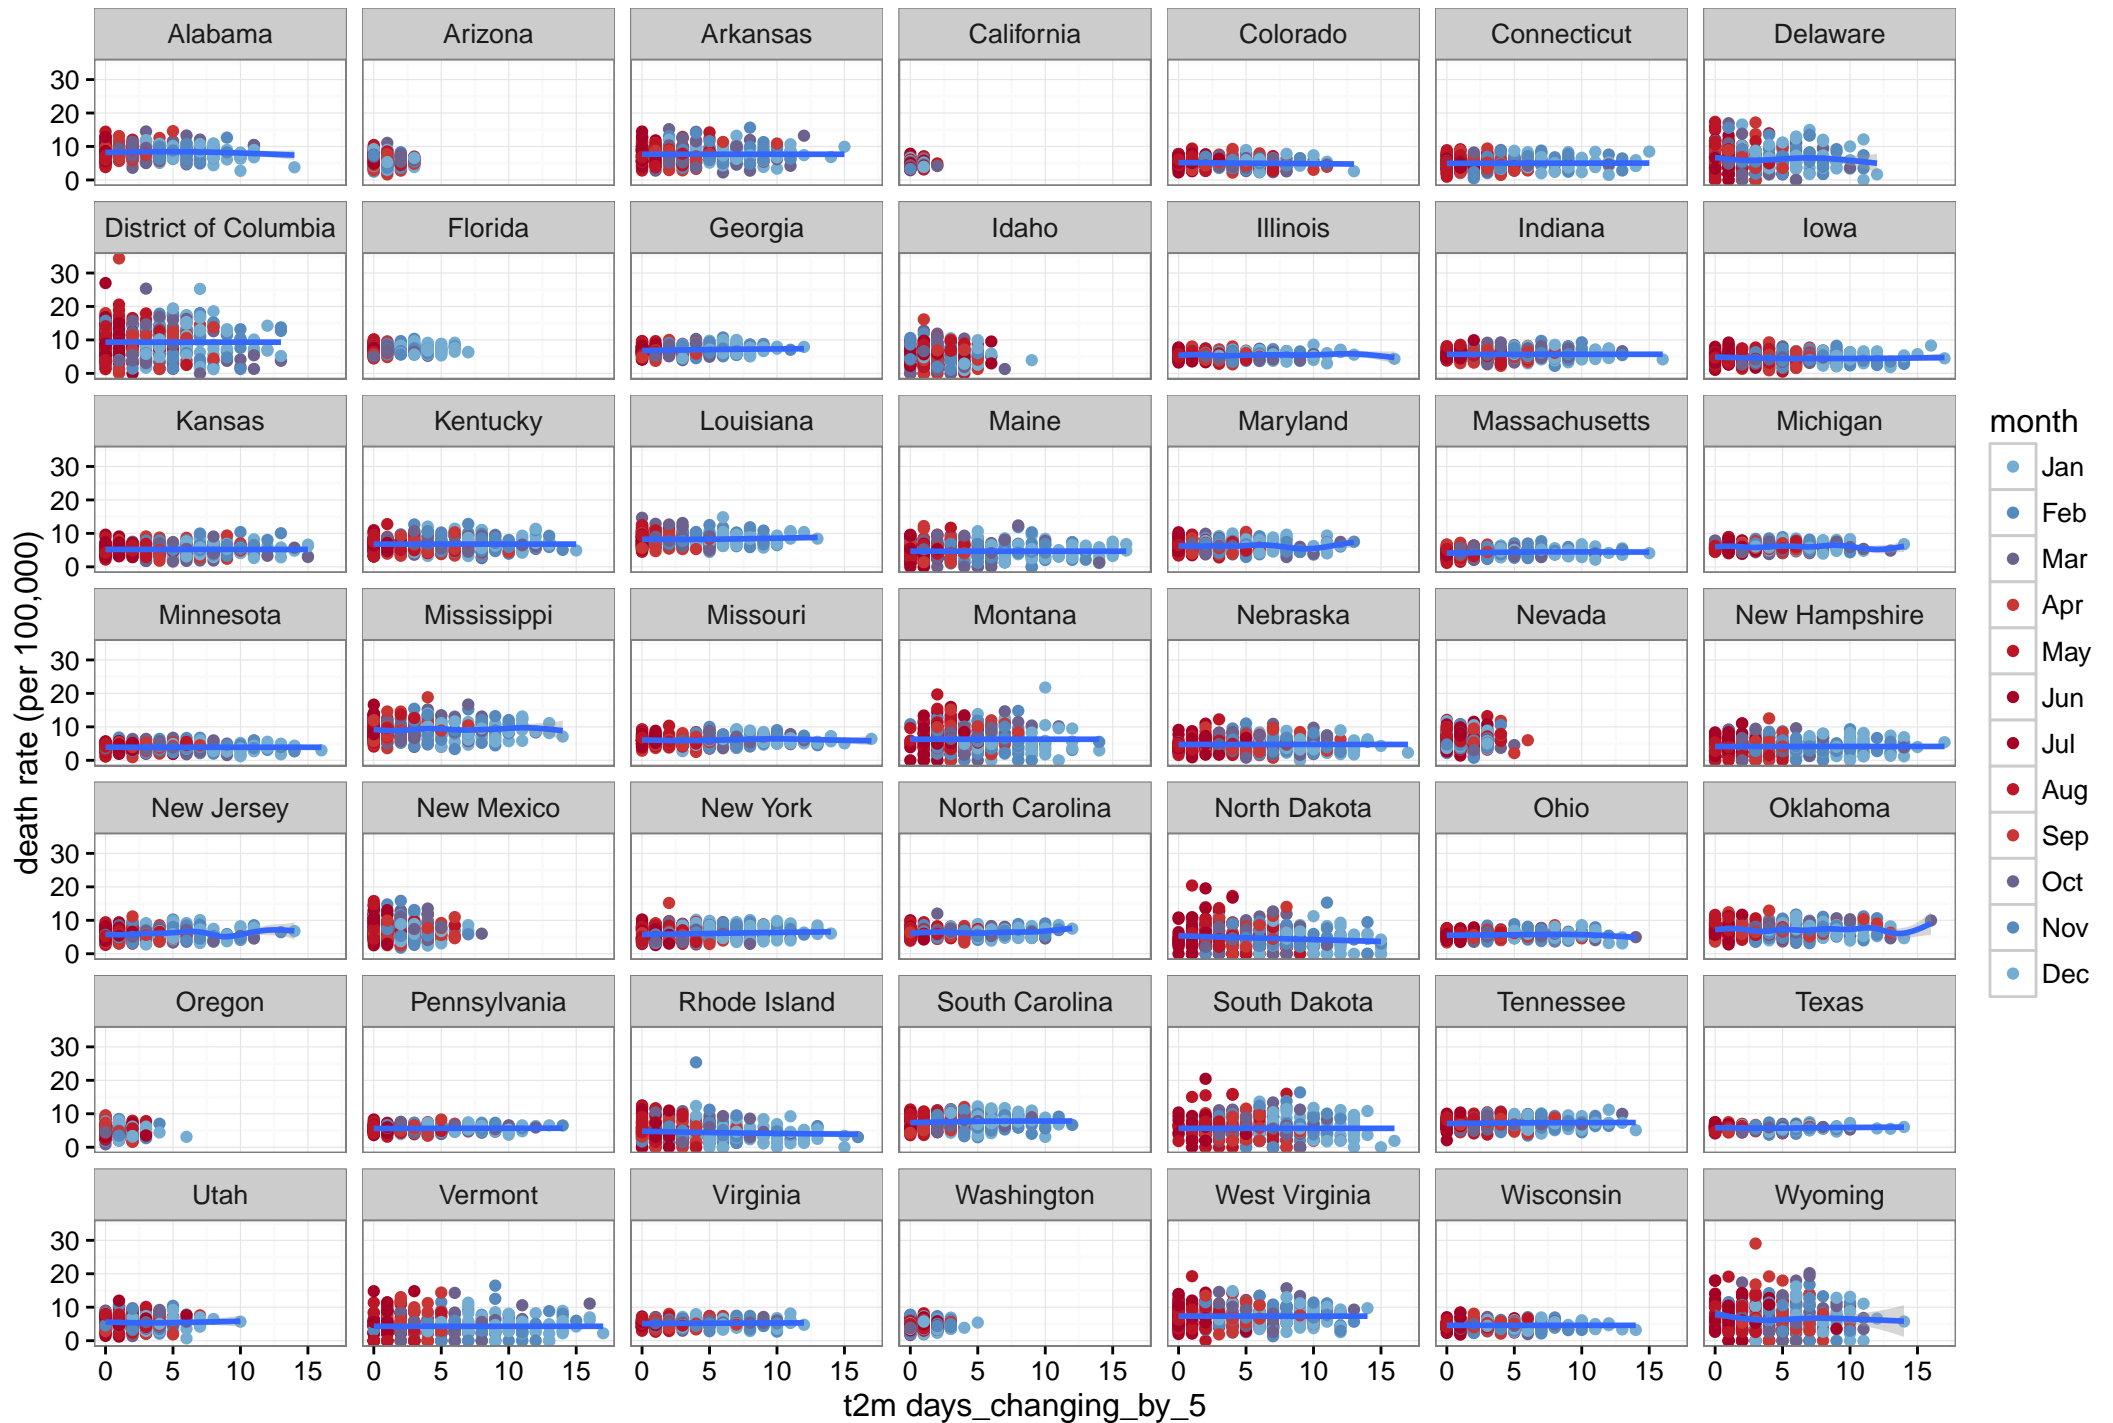 Alabama Arizona Arkansas California Colorado Connecticut Delaware
30
20
10
0
District of Columbia Florida Georgia Idaho Illinois Indiana Iowa
30
20
10
0
Kansas Kentucky Louisiana Maine Maryland Massachusetts Michigan
30
20
10
0
Minnesota Mississippi Missouri Montana Nebraska Nevada New Hampshire
30
20
10
0
New Jersey New Mexico New York North Carolina North Dakota Ohio Oklahoma
30
20
10
0
Oregon Pennsylvania Rhode Island South Carolina South Dakota Tennessee Texas
30
20
10
0
Utah Vermont Virginia Washington West Virginia Wisconsin Wyoming
30
20
10
0
0 5 10 15 0 5 10 15 0 5 10 15 0 5 10 15 0 5 10 15 0 5 10 15 0 5 10 15
t2m days_changing_by_5
death rate (per 100,000)
month
Jan
Feb
Mar
Apr
May
Jun
Jul
Aug
Sep
Oct
Nov
Dec